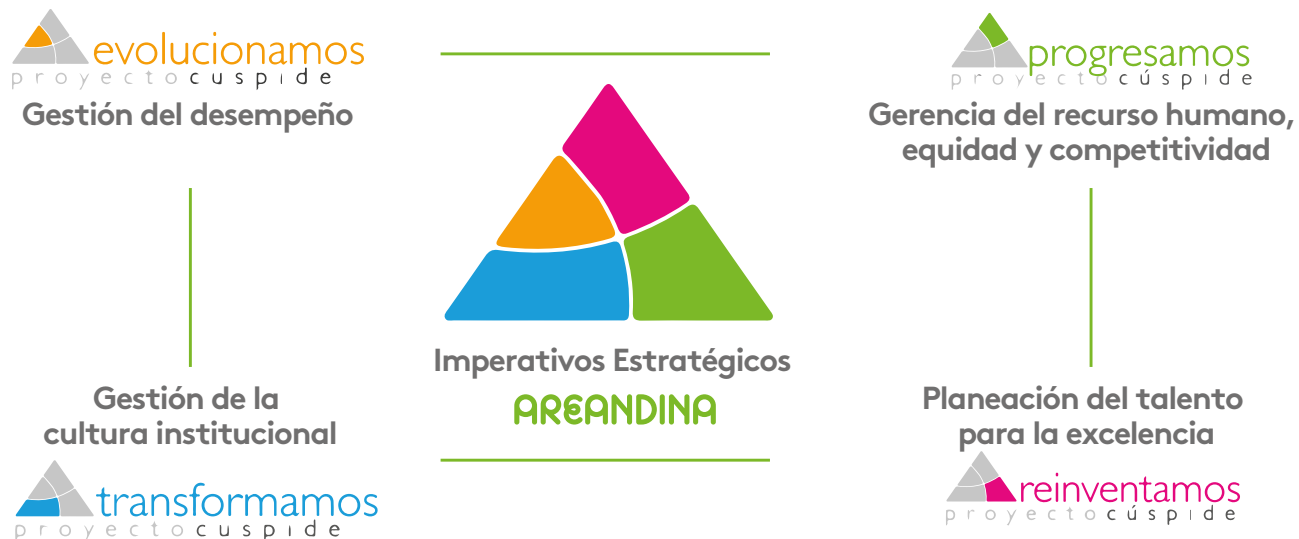 evolucionamos
proyectocuspide
Gestión del desempeño
progresamos
proyectocúspide
Gerencia del recurso humano,
equidad y competitividad
Imperativos Estratégicos
AREANDINA
Gestión de la
cultura institucional
transformamos
proyectocuspide
Planeación del talento
para la excelencia
reinventamos
proyectocúspide